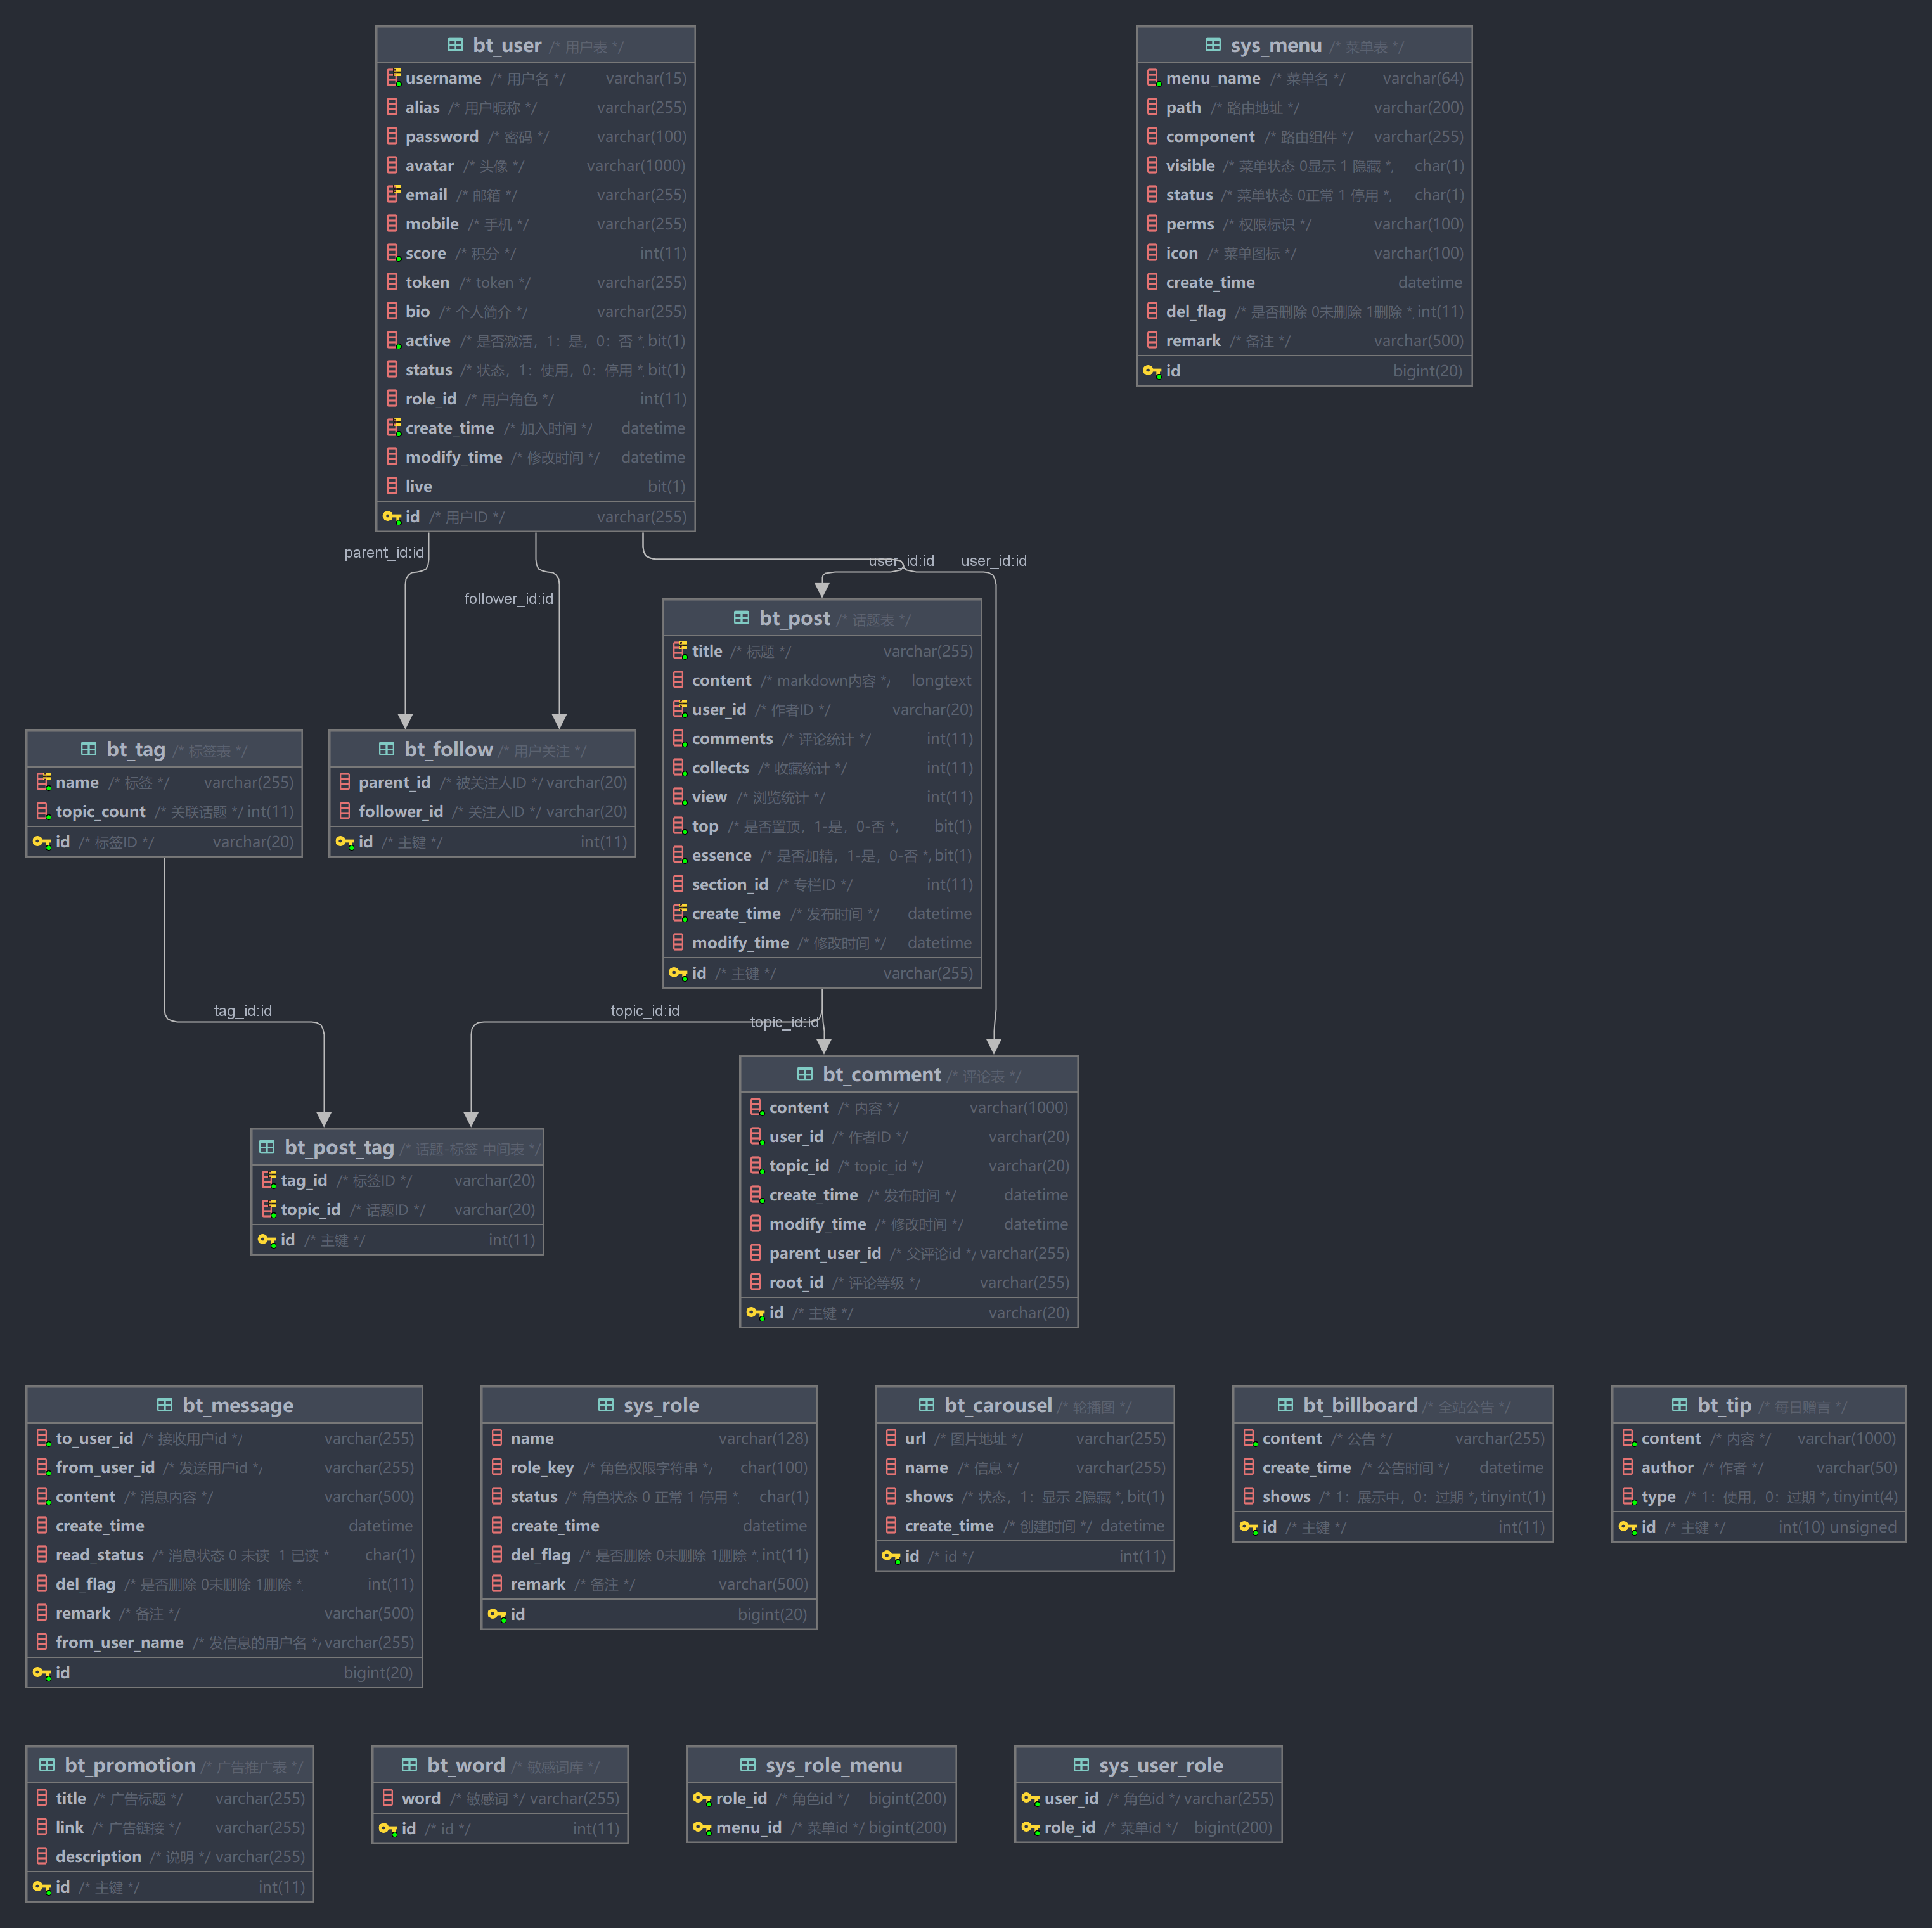 bt_user /* 用户表 */
username /* 用户名 */ varchar(15)
alias /* 用户昵称 */ varchar(255)
password /* 密码 */ varchar(100)
avatar /* 头像 */ varchar(1000)
email /* 邮箱 */ varchar(255)
mobile /* 手机 */ varchar(255)
score /* 积分 */ int(11)
token /* token */ varchar(255)
bio /* 个人简介 */ varchar(255)
active /* 是否激活，1：是，0：否 * bit(1)
status /* 状态，1：使用，0：停用 * bit(1)
role_id /* 用户角色 */ int(11)
create_time /* 加入时间 */ datetime
modify_time /* 修改时间 */ datetime
live bit(1)
id /* 用户ID */ varchar(255)
sys_menu /* 菜单表 */
menu_name /* 菜单名 */ varchar(64)
path /* 路由地址 */ varchar(200)
component /* 路由组件 */ varchar(255)
visible /* 菜单状态 0显示 1 隐藏 *, char(1)
status /* 菜单状态 0正常 1 停用 *, char(1)
perms /* 权限标识 */ varchar(100)
icon /* 菜单图标 */ varchar(100)
create_time datetime
del_flag /* 是否删除 0未删除 1删除 * int(11)
remark /* 备注 */ varchar(500)
id bigint(20)
parent_id:id
follower_id:id
user_id:id
user_id:id
bt_post /* 话题表 */
title /* 标题 */ varchar(255)
content /* markdown内容 */ longtext
user_id /* 作者ID */ varchar(20)
comments /* 评论统计 */ int(11)
collects /* 收藏统计 */ int(11)
view /* 浏览统计 */ int(11)
top /* 是否置顶，1-是，0-否 *, bit(1)
essence /* 是否加精，1-是，0-否 *, bit(1)
section_id /* 专栏ID */ int(11)
create_time /* 发布时间 */ datetime
modify_time /* 修改时间 */ datetime
id /* 主键 */ varchar(255)
bt_tag /* 标签表 */
name /* 标签 */ varchar(255)
topic_count /* 关联话题 */ int(11)
id /* 标签ID */ varchar(20)
bt_follow /* 用户关注 */
parent_id /* 被关注人ID */ varchar(20)
follower_id /* 关注人ID */ varchar(20)
id /* 主键 */ int(11)
tag_id:id
topic_id:id
topic_id:id
bt_comment /* 评论表 */
content /* 内容 */ varchar(1000)
user_id /* 作者ID */ varchar(20)
topic_id /* topic_id */ varchar(20)
create_time /* 发布时间 */ datetime
modify_time /* 修改时间 */ datetime
parent_user_id /* 父评论id */ varchar(255)
root_id /* 评论等级 */ varchar(255)
id /* 主键 */ varchar(20)
bt_post_tag /* 话题-标签 中间表 */
tag_id /* 标签ID */ varchar(20)
topic_id /* 话题ID */ varchar(20)
id /* 主键 */ int(11)
bt_message
to_user_id /* 接收用户id */ varchar(255)
from_user_id /* 发送用户id */ varchar(255)
content /* 消息内容 */ varchar(500)
create_time datetime
read_status /* 消息状态 0 未读 1 已读 * char(1)
del_flag /* 是否删除 0未删除 1删除 * int(11)
remark /* 备注 */ varchar(500)
from_user_name /* 发信息的用户名 */ varchar(255)
id bigint(20)
sys_role
name varchar(128)
role_key /* 角色权限字符串 */ char(100)
status /* 角色状态 0 正常 1 停用 * char(1)
create_time datetime
del_flag /* 是否删除 0未删除 1删除 * int(11)
remark /* 备注 */ varchar(500)
id bigint(20)
bt_carousel /* 轮播图 */
url /* 图片地址 */ varchar(255)
name /* 信息 */ varchar(255)
shows /* 状态，1：显示 2隐藏 *, bit(1)
create_time /* 创建时间 */ datetime
id /* id */ int(11)
bt_billboard /* 全站公告 */
content /* 公告 */ varchar(255)
create_time /* 公告时间 */ datetime
shows /* 1：展示中，0：过期 */ tinyint(1)
id /* 主键 */ int(11)
bt_tip /* 每日赠言 */
content /* 内容 */ varchar(1000)
author /* 作者 */ varchar(50)
type /* 1：使用，0：过期 */ tinyint(4)
id /* 主键 */ int(10) unsigned
bt_promotion /* 广告推广表 */
title /* 广告标题 */ varchar(255)
link /* 广告链接 */ varchar(255)
description /* 说明 */ varchar(255)
id /* 主键 */ int(11)
bt_word /* 敏感词库 */
word /* 敏感词 */ varchar(255)
id /* id */ int(11)
sys_role_menu
role_id /* 角色id */ bigint(200)
menu_id /* 菜单id */ bigint(200)
sys_user_role
user_id /* 角色id */ varchar(255)
role_id /* 菜单id */ bigint(200)